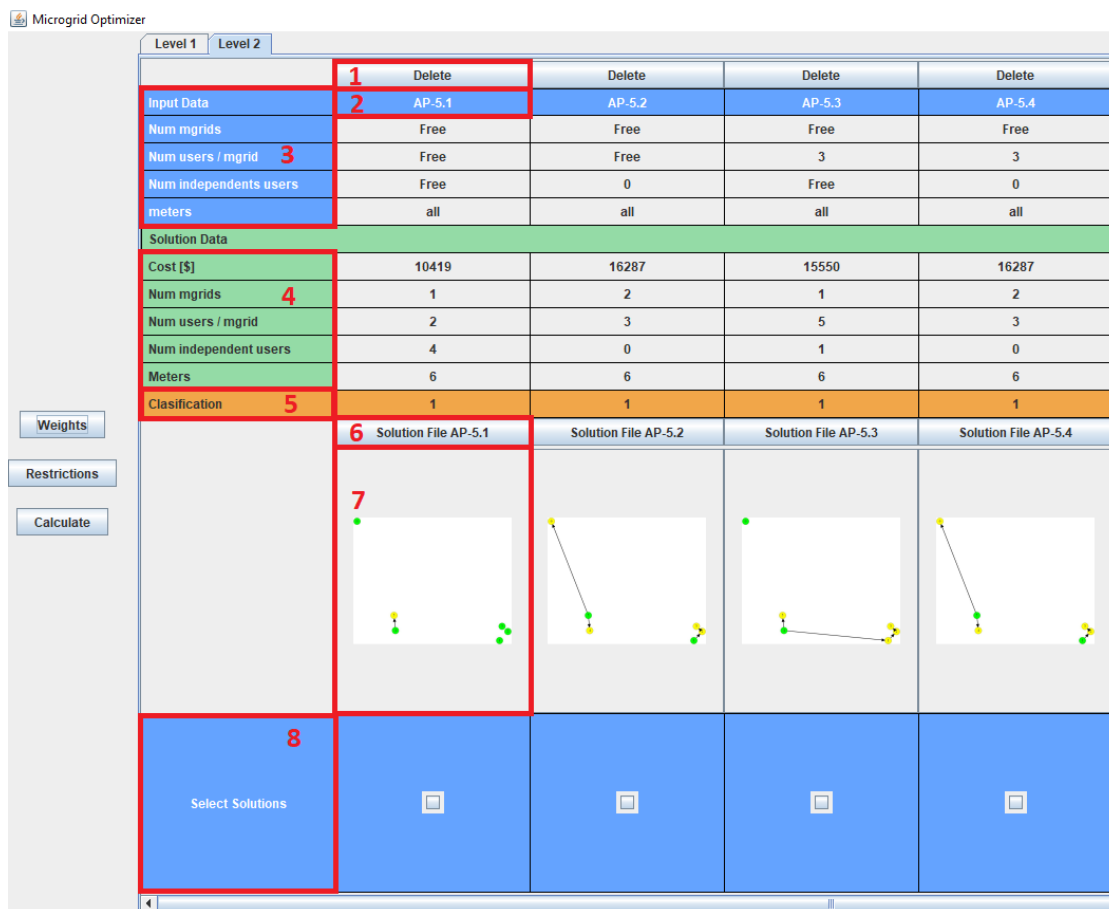 Microgrid Optimizer
Level 1 Level 2
1 Delete Delete Delete Delete
Input Data 2 AP-5.1 AP-5.2 AP-5.3 AP-5.4
Num mgrids Free Free Free Free
Num users / mgrid 3 Free Free 3 3
Num independents users Free 0 Free 0
meters all all all all
Solution Data
Cost [$] 10419 16287 15550 16287
Num mgrids 4 1 2 1 2
Num users / mgrid 2 3 5 3
Num independent users 4 0 1 0
Meters 6 6 6 6
Clasification 5 1 1 1 1
Weights
6 Solution File AP-5.1 Solution File AP-5.2 Solution File AP-5.3 Solution File AP-5.4
Restrictions
7
Calculate
8
Select Solutions